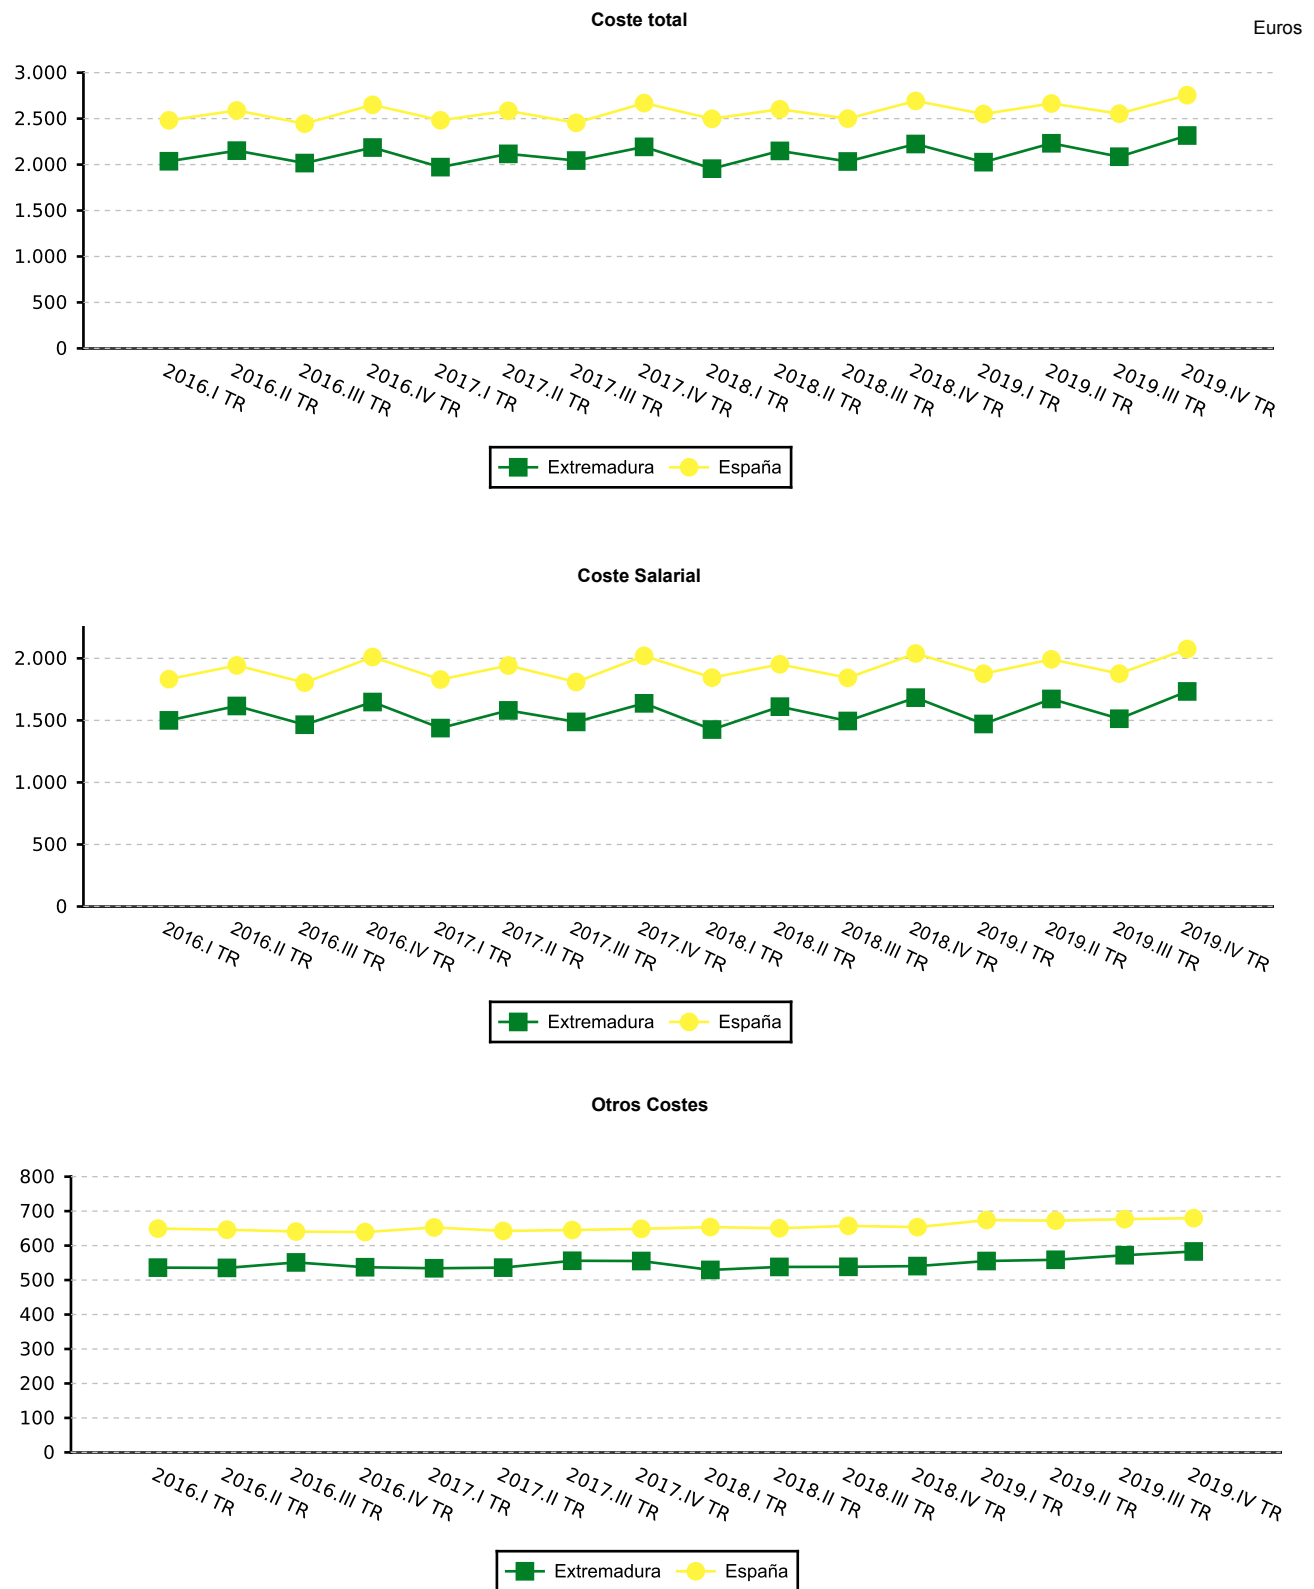 Coste total
Euros
3.000
2.500
2.000
1.500
1.000
500
0
2016.I TR 2016.II TR 2016.III TR 2016.IV TR 2017.I TR 2017.II TR 2017.III TR 2017.IV TR 2018.I TR 2018.II TR 2018.III TR 2018.IV TR 2019.I TR 2019.II TR 2019.III TR 2019.IV TR
Extremadura España
Coste Salarial
2.000
1.500
1.000
500
0
2016.I TR 2016.II TR 2016.III TR 2016.IV TR 2017.I TR 2017.II TR 2017.III TR 2017.IV TR 2018.I TR 2018.II TR 2018.III TR 2018.IV TR 2019.I TR 2019.II TR 2019.III TR 2019.IV TR
Extremadura España
Otros Costes
800
700
600
500
400
300
200
100
0
2016.I TR 2016.II TR 2016.III TR 2016.IV TR 2017.I TR 2017.II TR 2017.III TR 2017.IV TR 2018.I TR 2018.II TR 2018.III TR 2018.IV TR 2019.I TR 2019.II TR 2019.III TR 2019.IV TR
Extremadura España